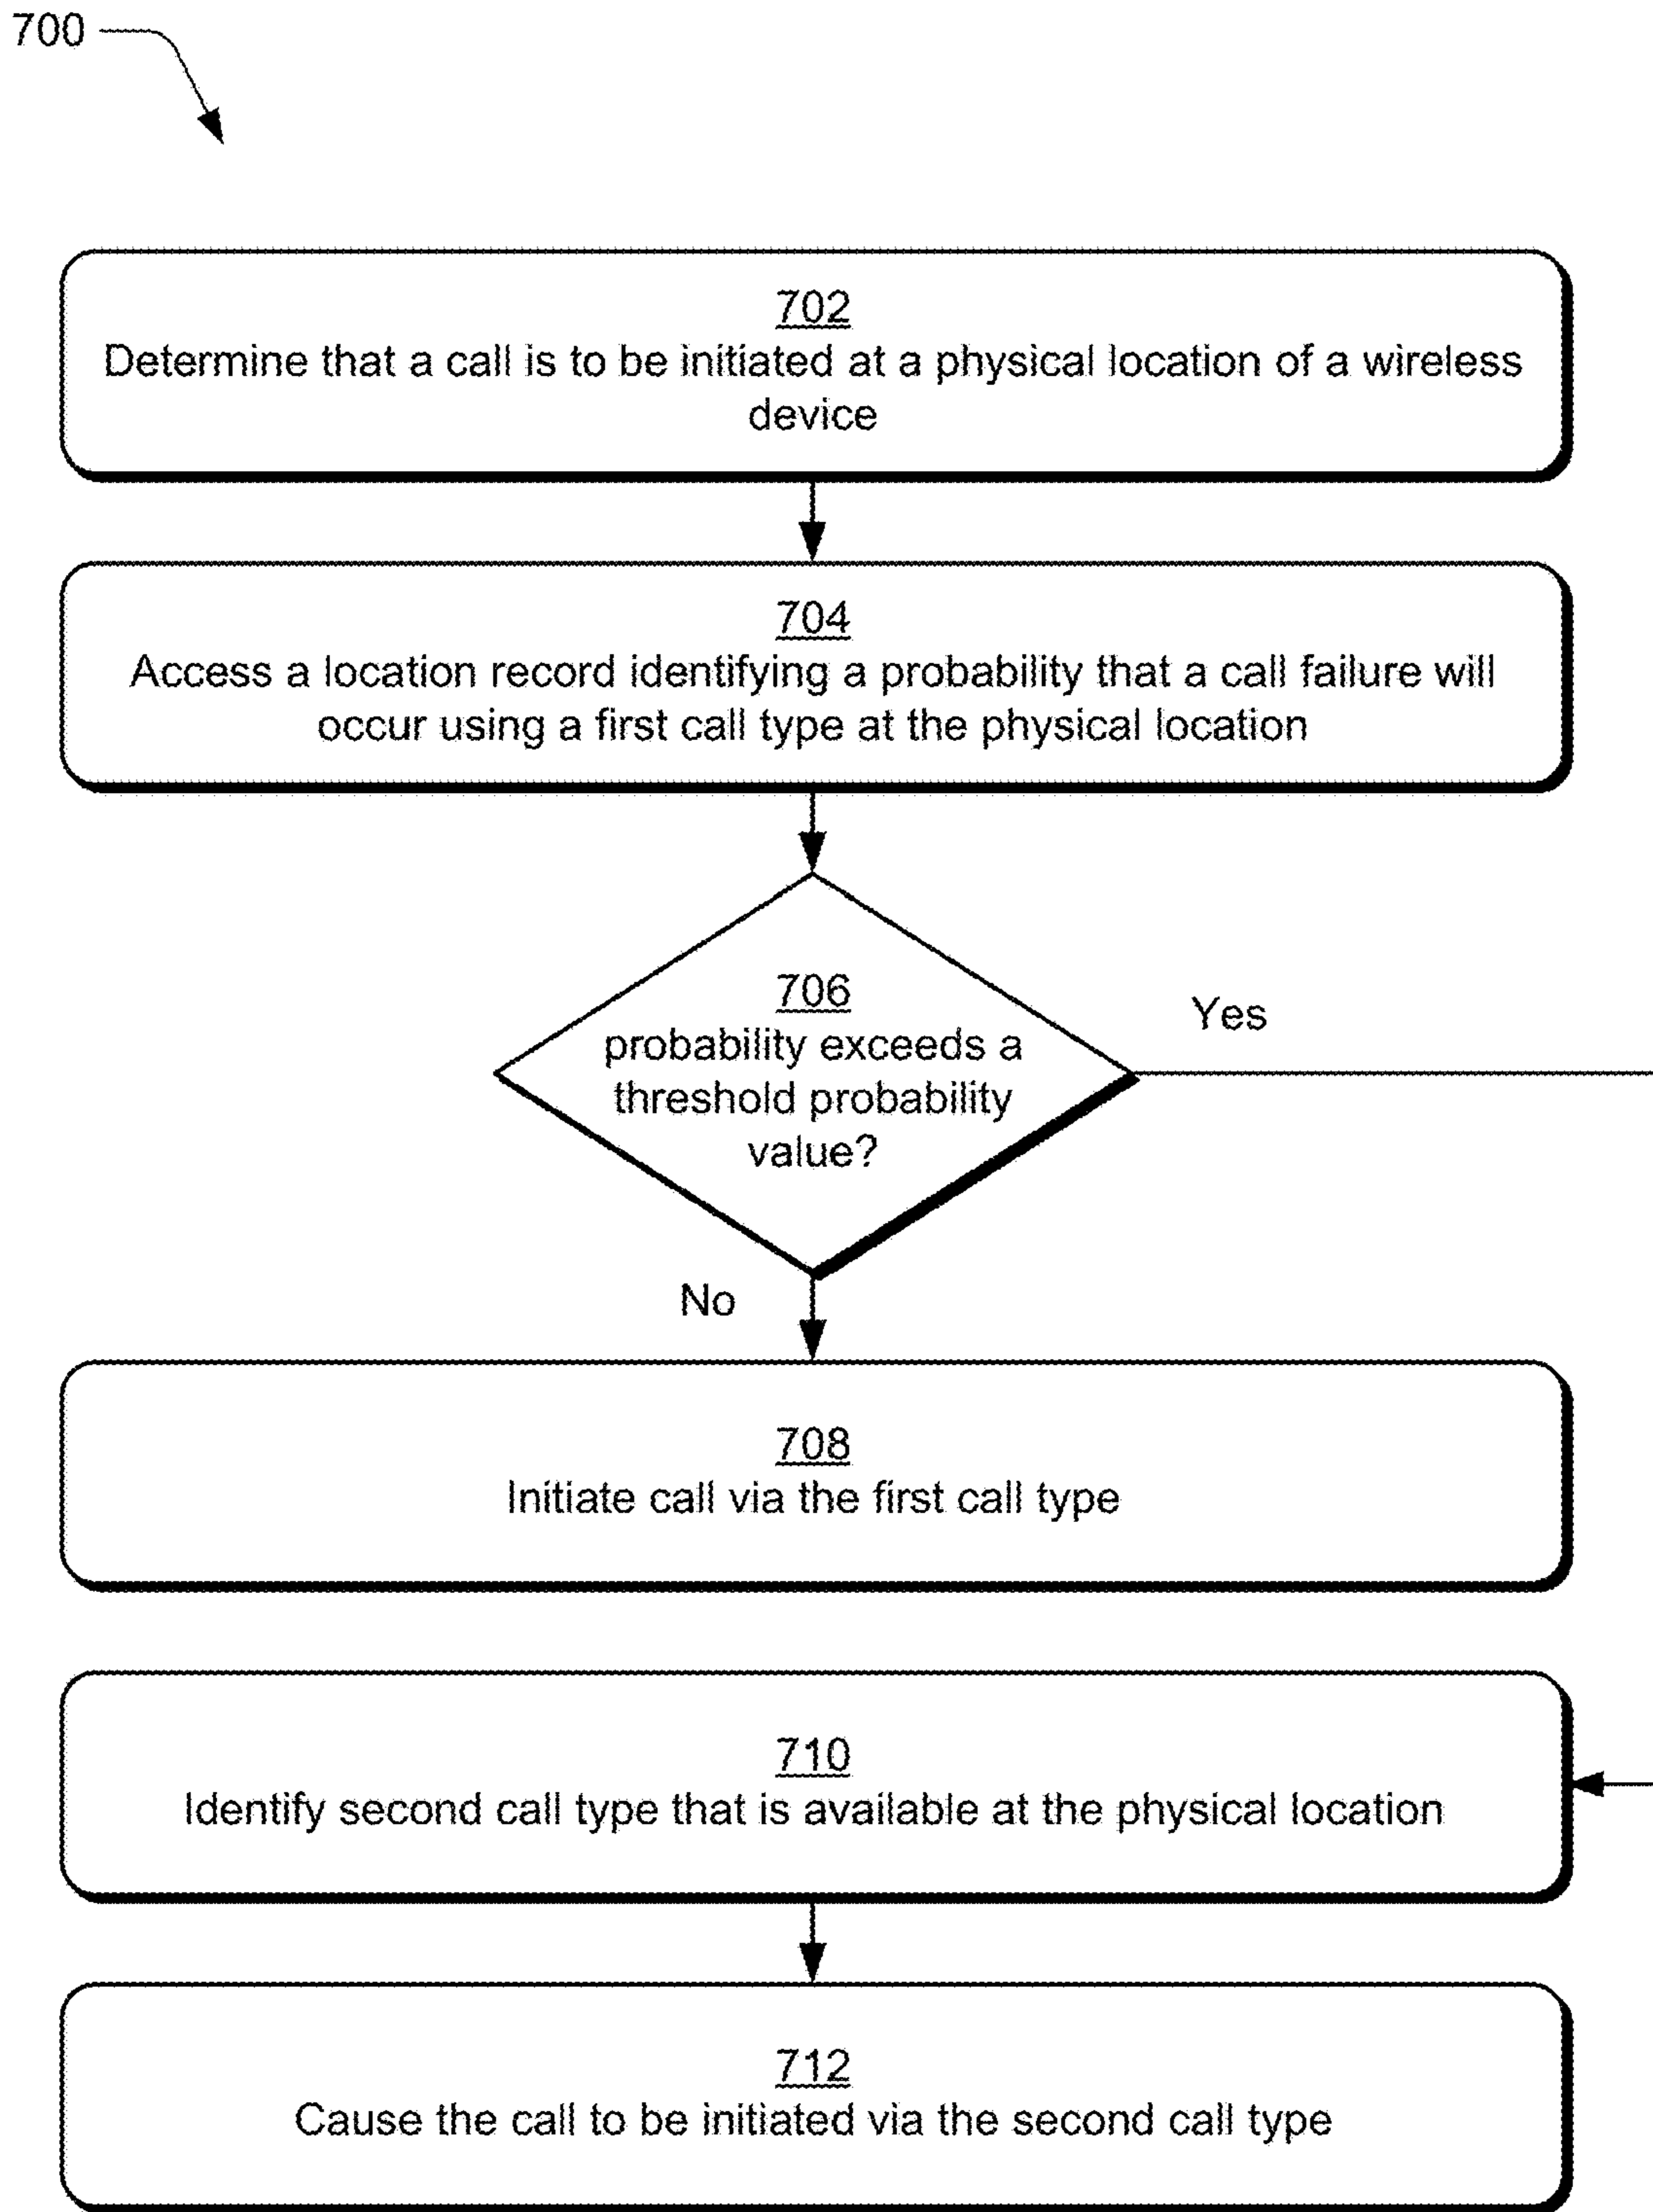 700
702
Determine that a call is to be initiated at a physical location of a wireless
device
704
Access a location record identifying a probability that a call failure will
occur using a first call type at the physical location
706
probability exceeds a
threshold probability
value?
Yes
No
708
Initiate call via the first call type
710
Identify second call type that is available at the physical location
712
Cause the call to be initiated via the second call type